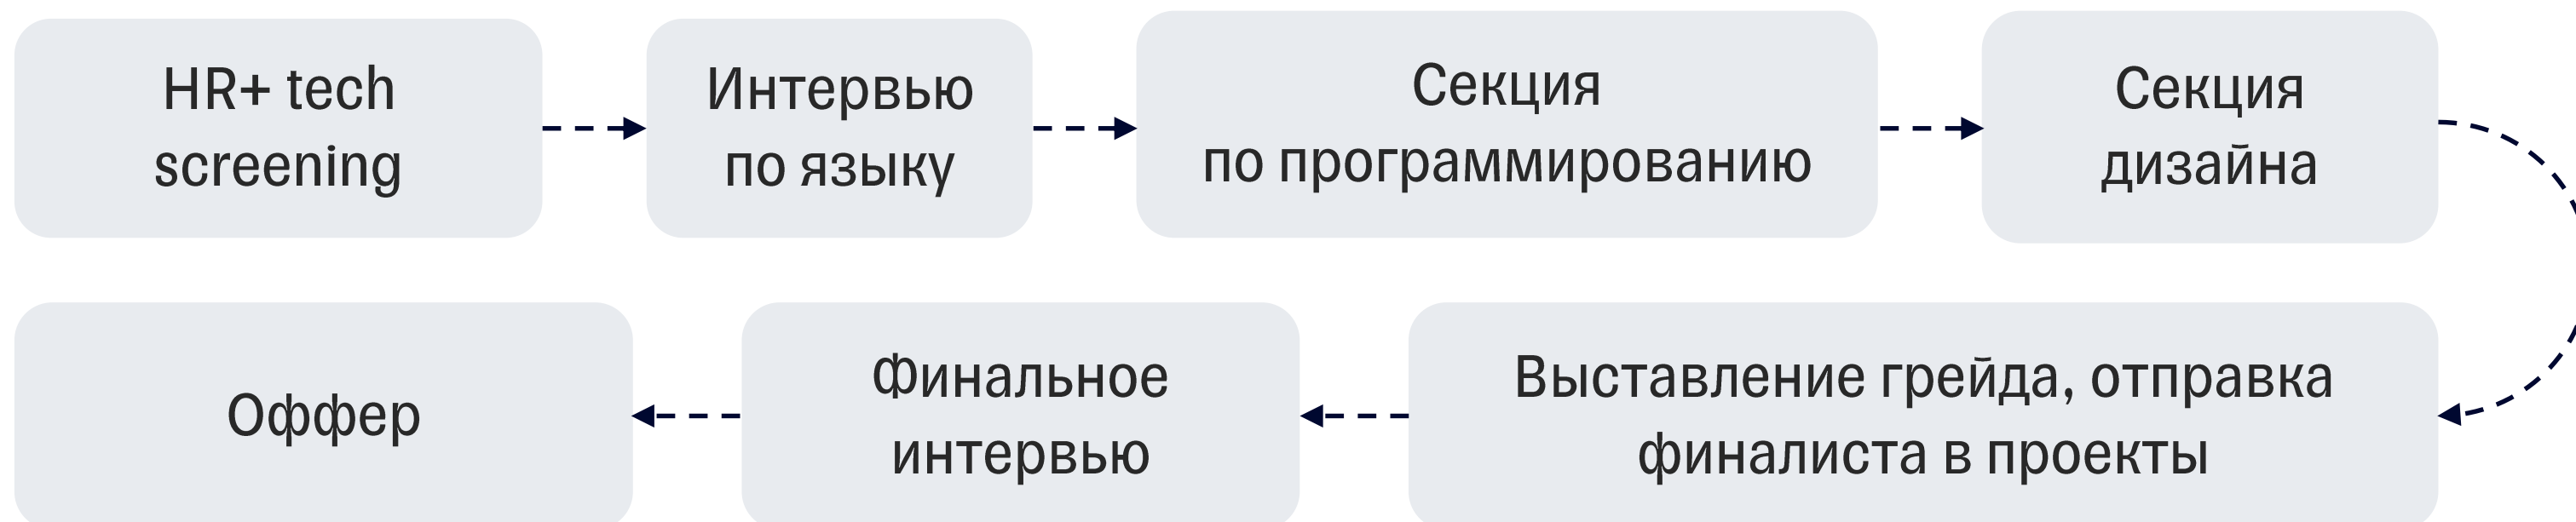 HR+ tech
screening
Интервью
по языку
Секция
по программированию
Секция
дизайна
Выставление грейда, отправка
финалиста в проекты
финальное
интервью
Оффер